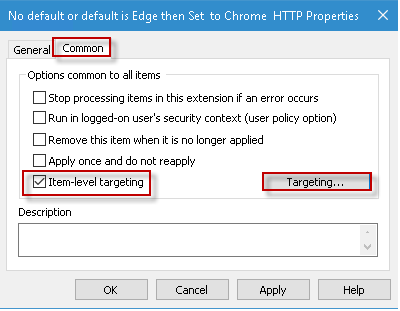 No default or default is Edge then Set to Chrome HTTP Properties
General
Common
Options common to all items
Stop processing items in this extension if an error occurs
Run in logged-on user's security context (user policy option)
Remove this item when it is no longer applied
Apply once and do not reapply
Item-level targeting
Targeting...
Description
OK
Cancel
Apply
Help